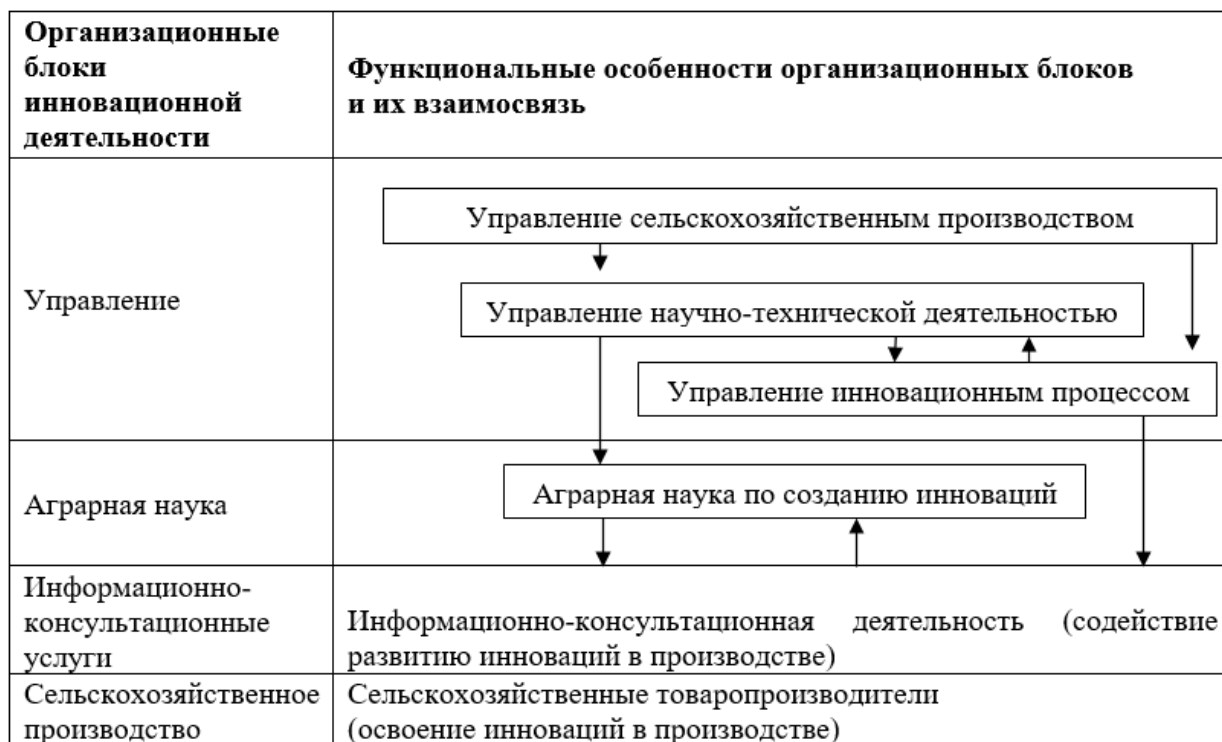 Организационные
блоки
инновационной
деятельности
Функциональные особенности организационных блоков
и их взаимосвязь
Управление
Управление сельскохозяйственным производством
Управление научно-технической деятельностью
Управление инновационным процессом
Аграрная наука
Аграрная наука по созданию инноваций
Информационно-
консультационные
услуги
Информационно-консультационная деятельность (содействие
развитию инноваций в производстве)
Сельскохозяйственное
производство
Сельскохозяйственные товаропроизводители
(освоение инноваций в производстве)